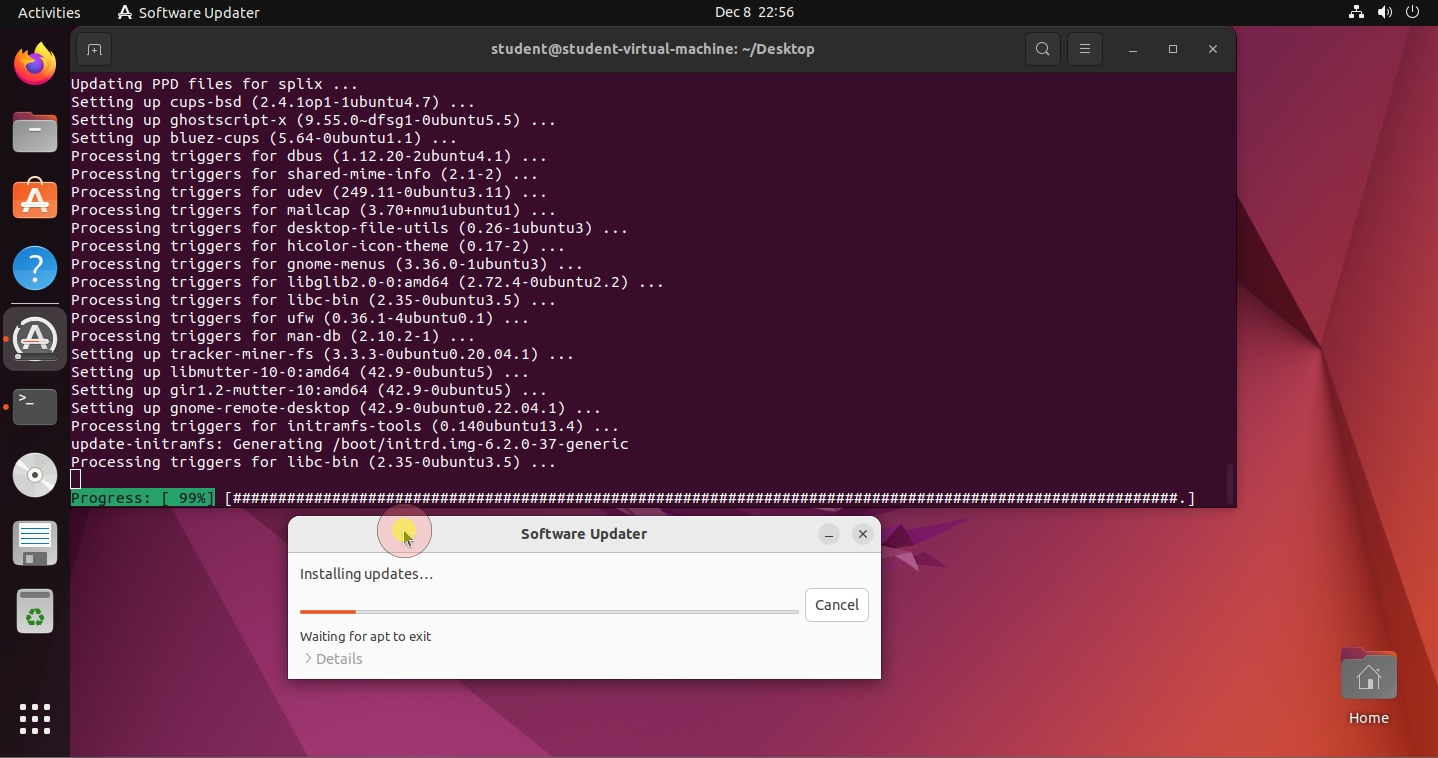 Activities
Software Updater
Dec 8 22:56
student@student-virtual-machine: ~/Desktop
Updating PPD files for splix ...
Setting up cups-bsd (2.4.1op1-1ubuntu4.7) ...
Setting up ghostscript-x (9.55.0~dfsg1-0ubuntu5.5) ...
Setting up bluez-cups (5.64-0ubuntu1.1) ...
Processing triggers for dbus (1.12.20-2ubuntu4.1) ...
Processing triggers for shared-mime-info (2.1-2) ...
Processing triggers for udev (249.11-0ubuntu3.11) ...
Processing triggers for mailcap (3.70+nmu1ubuntu1) ...
Processing triggers for desktop-file-utils (0.26-1ubuntu3) ...
Processing triggers for hicolor-icon-theme (0.17-2) ...
Processing triggers for gnome-menus (3.36.0-1ubuntu3) ...
Processing triggers for libglib2.0-0:amd64 (2.72.4-0ubuntu2.2) ...
Processing triggers for libc-bin (2.35-0ubuntu3.5) ...
Processing triggers for ufw (0.36.1-4ubuntu0.1) ...
Processing triggers for man-db (2.10.2-1) ...
Setting up tracker-miner-fs (3.3.3-0ubuntu0.20.04.1) ...
Setting up libmutter-10-0:amd64 (42.9-0ubuntu5) ...
Setting up gir1.2-mutter-10:amd64 (42.9-0ubuntu5) ...
Setting up gnome-remote-desktop (42.9-0ubuntu0.22.04.1) ...
Processing triggers for initramfs-tools (0.140ubuntu13.4) ...
update-initramfs: Generating /boot/initrd.img-6.2.0-37-generic
Processing triggers for libc-bin (2.35-0ubuntu3.5) ...
Progress: [ 99%] [#########################################################################################################.]
Software Updater
Installing updates…
Cancel
Waiting for apt to exit
Details
Home